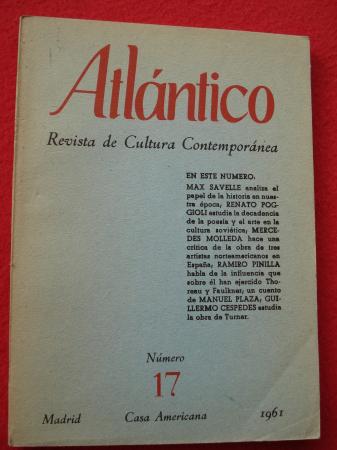 Atlántico
Revista de Cultura Contemporánea
EN ESTE NUMERO.
MAX SAVELLE analiza el
papel de la historia en nues-
tra época; RENATO POG-
GIOLI estudia la decadencia
de la poesía y el arte en la
cultura soviética; MERCE-
DES MOLLEDA hace una
crítica de la obra de tres
artistas norteamericanos en
España; RAMIRO PINILLA
habla de la influencia que
sobre él han ejercido Tho-
reau y Faulkner; un cuento
de MANUEL PLAZA; GUI-
LLERMO CESPEDES estudia
la obra de Turner.
Número
17
Madrid Casa Americana 1961